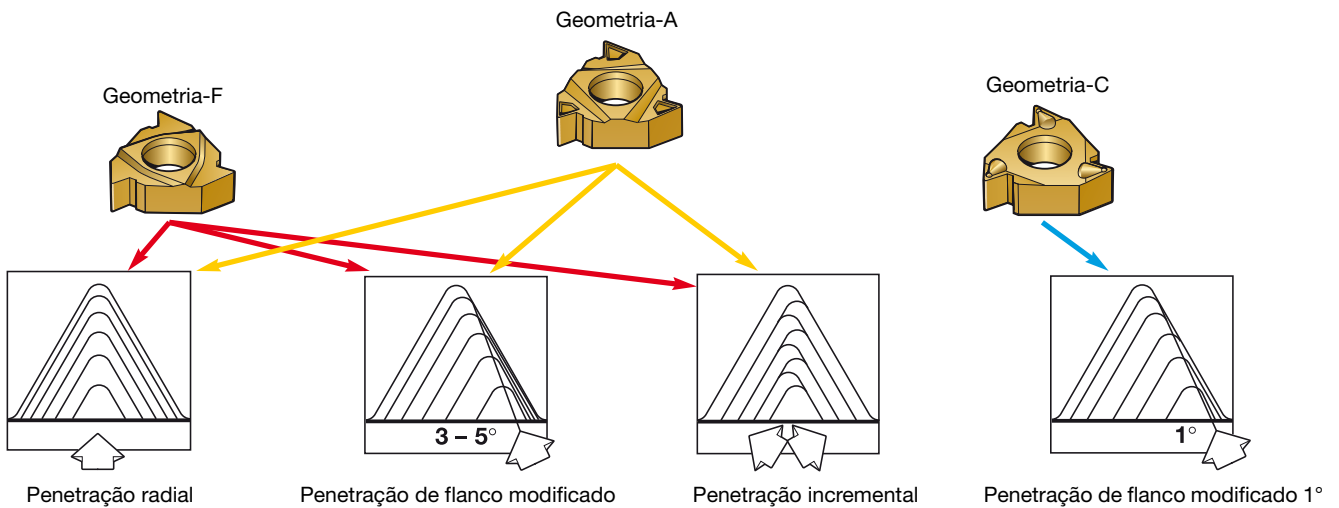 Geometria-A
Geometria-F
Geometria-C
3 – 5°
1°
Penetração radial
Penetração de flanco modificado
Penetração incremental
Penetração de flanco modificado 1°